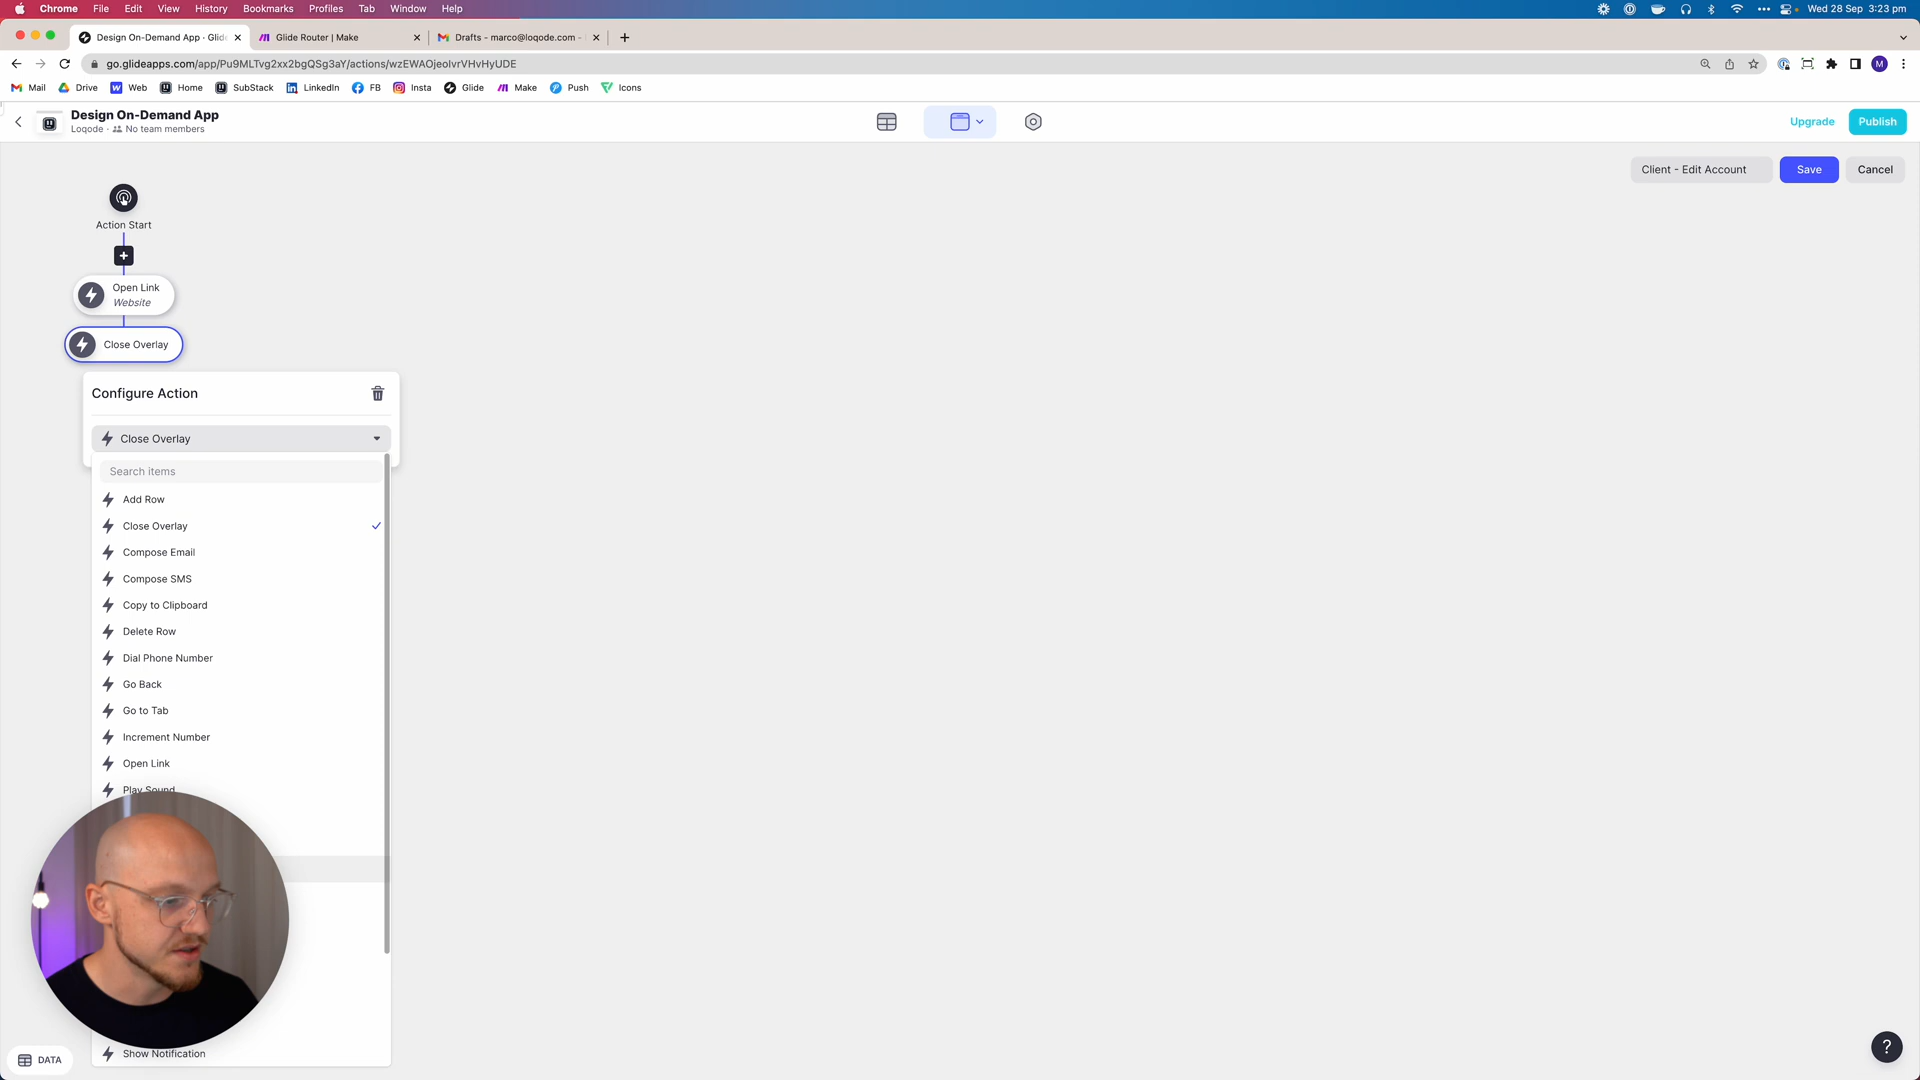 Chrome File Edit View History Bookmarks Profiles Tab Window Help
Wed 28 Sep 3:23 pm
Design On-Demand App · Glide
Glide Router | Make
Drafts - marco@loqode.com -
go.glideapps.com/app/Pu9MLTvg2xx2bgQSg3aY/actions/wzEWAOjeoIvrVHvHyUDE
M
Mail Drive Web Home SubStack LinkedIn FB Insta Glide Make Push Icons
Design On-Demand App
Loqode · No team members
Upgrade
Publish
Client - Edit Account
Save
Cancel
Action Start
Open Link
Website
Close Overlay
Configure Action
Close Overlay
Search items
Add Row
Close Overlay
Compose Email
Compose SMS
Copy to Clipboard
Delete Row
Dial Phone Number
Go Back
Go to Tab
Increment Number
Open Link
Play Sound
Show Notification
DATA
?